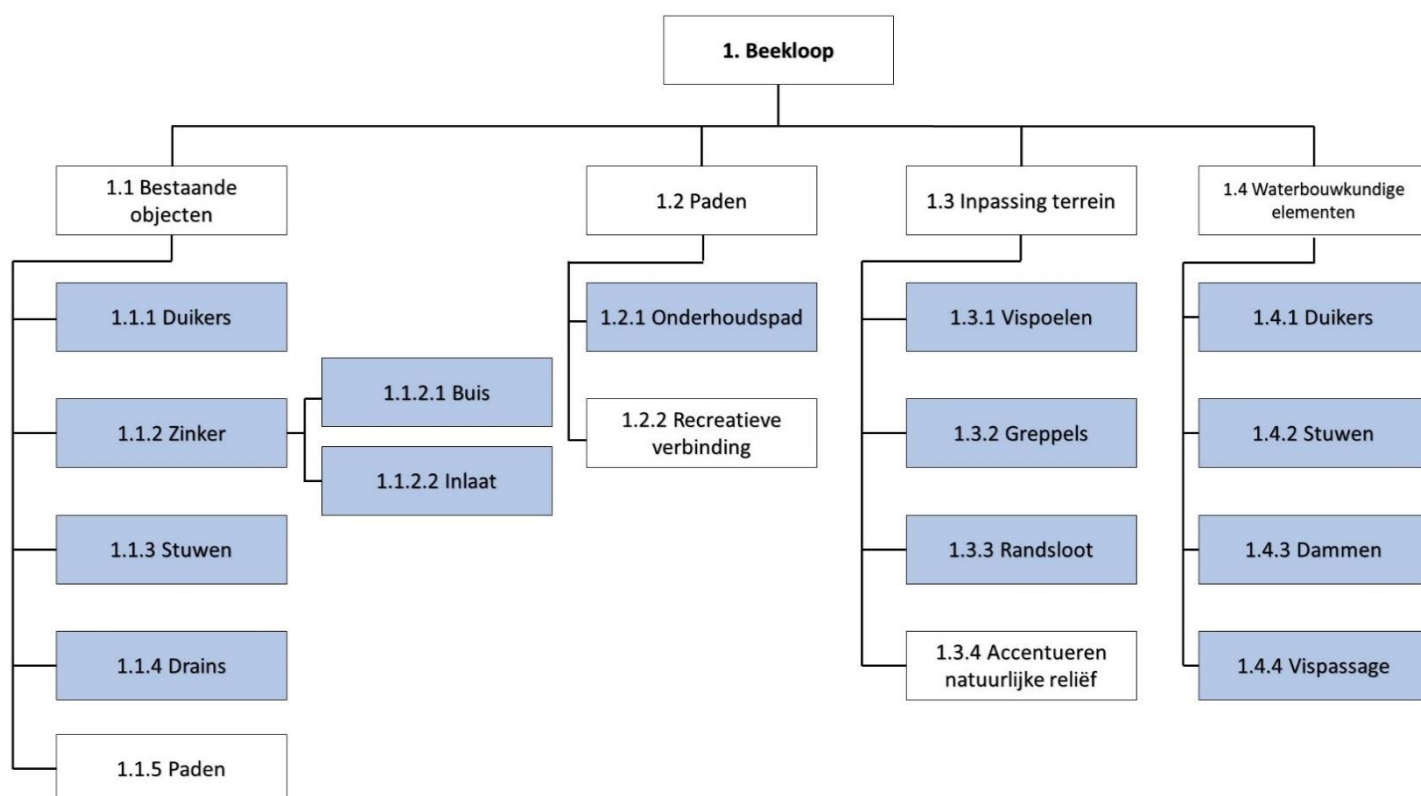 1. Beekloop
1.1 Bestaande
objecten
1.2 Paden
1.3 Inpassing terrein
1.4 Waterbouwkundige
elementen
1.1.1 Duikers
1.1.2 Zinker
1.1.2.1 Buis
1.1.2.2 Inlaat
1.1.3 Stuwen
1.1.4 Drains
1.1.5 Paden
1.2.1 Onderhoudspad
1.2.2 Recreatieve
verbinding
1.3.1 Vispoelen
1.3.2 Greppels
1.3.3 Randsloot
1.3.4 Accentueren
natuurlijke reliëf
1.4.1 Duikers
1.4.2 Stuwen
1.4.3 Dammen
1.4.4 Vispassage